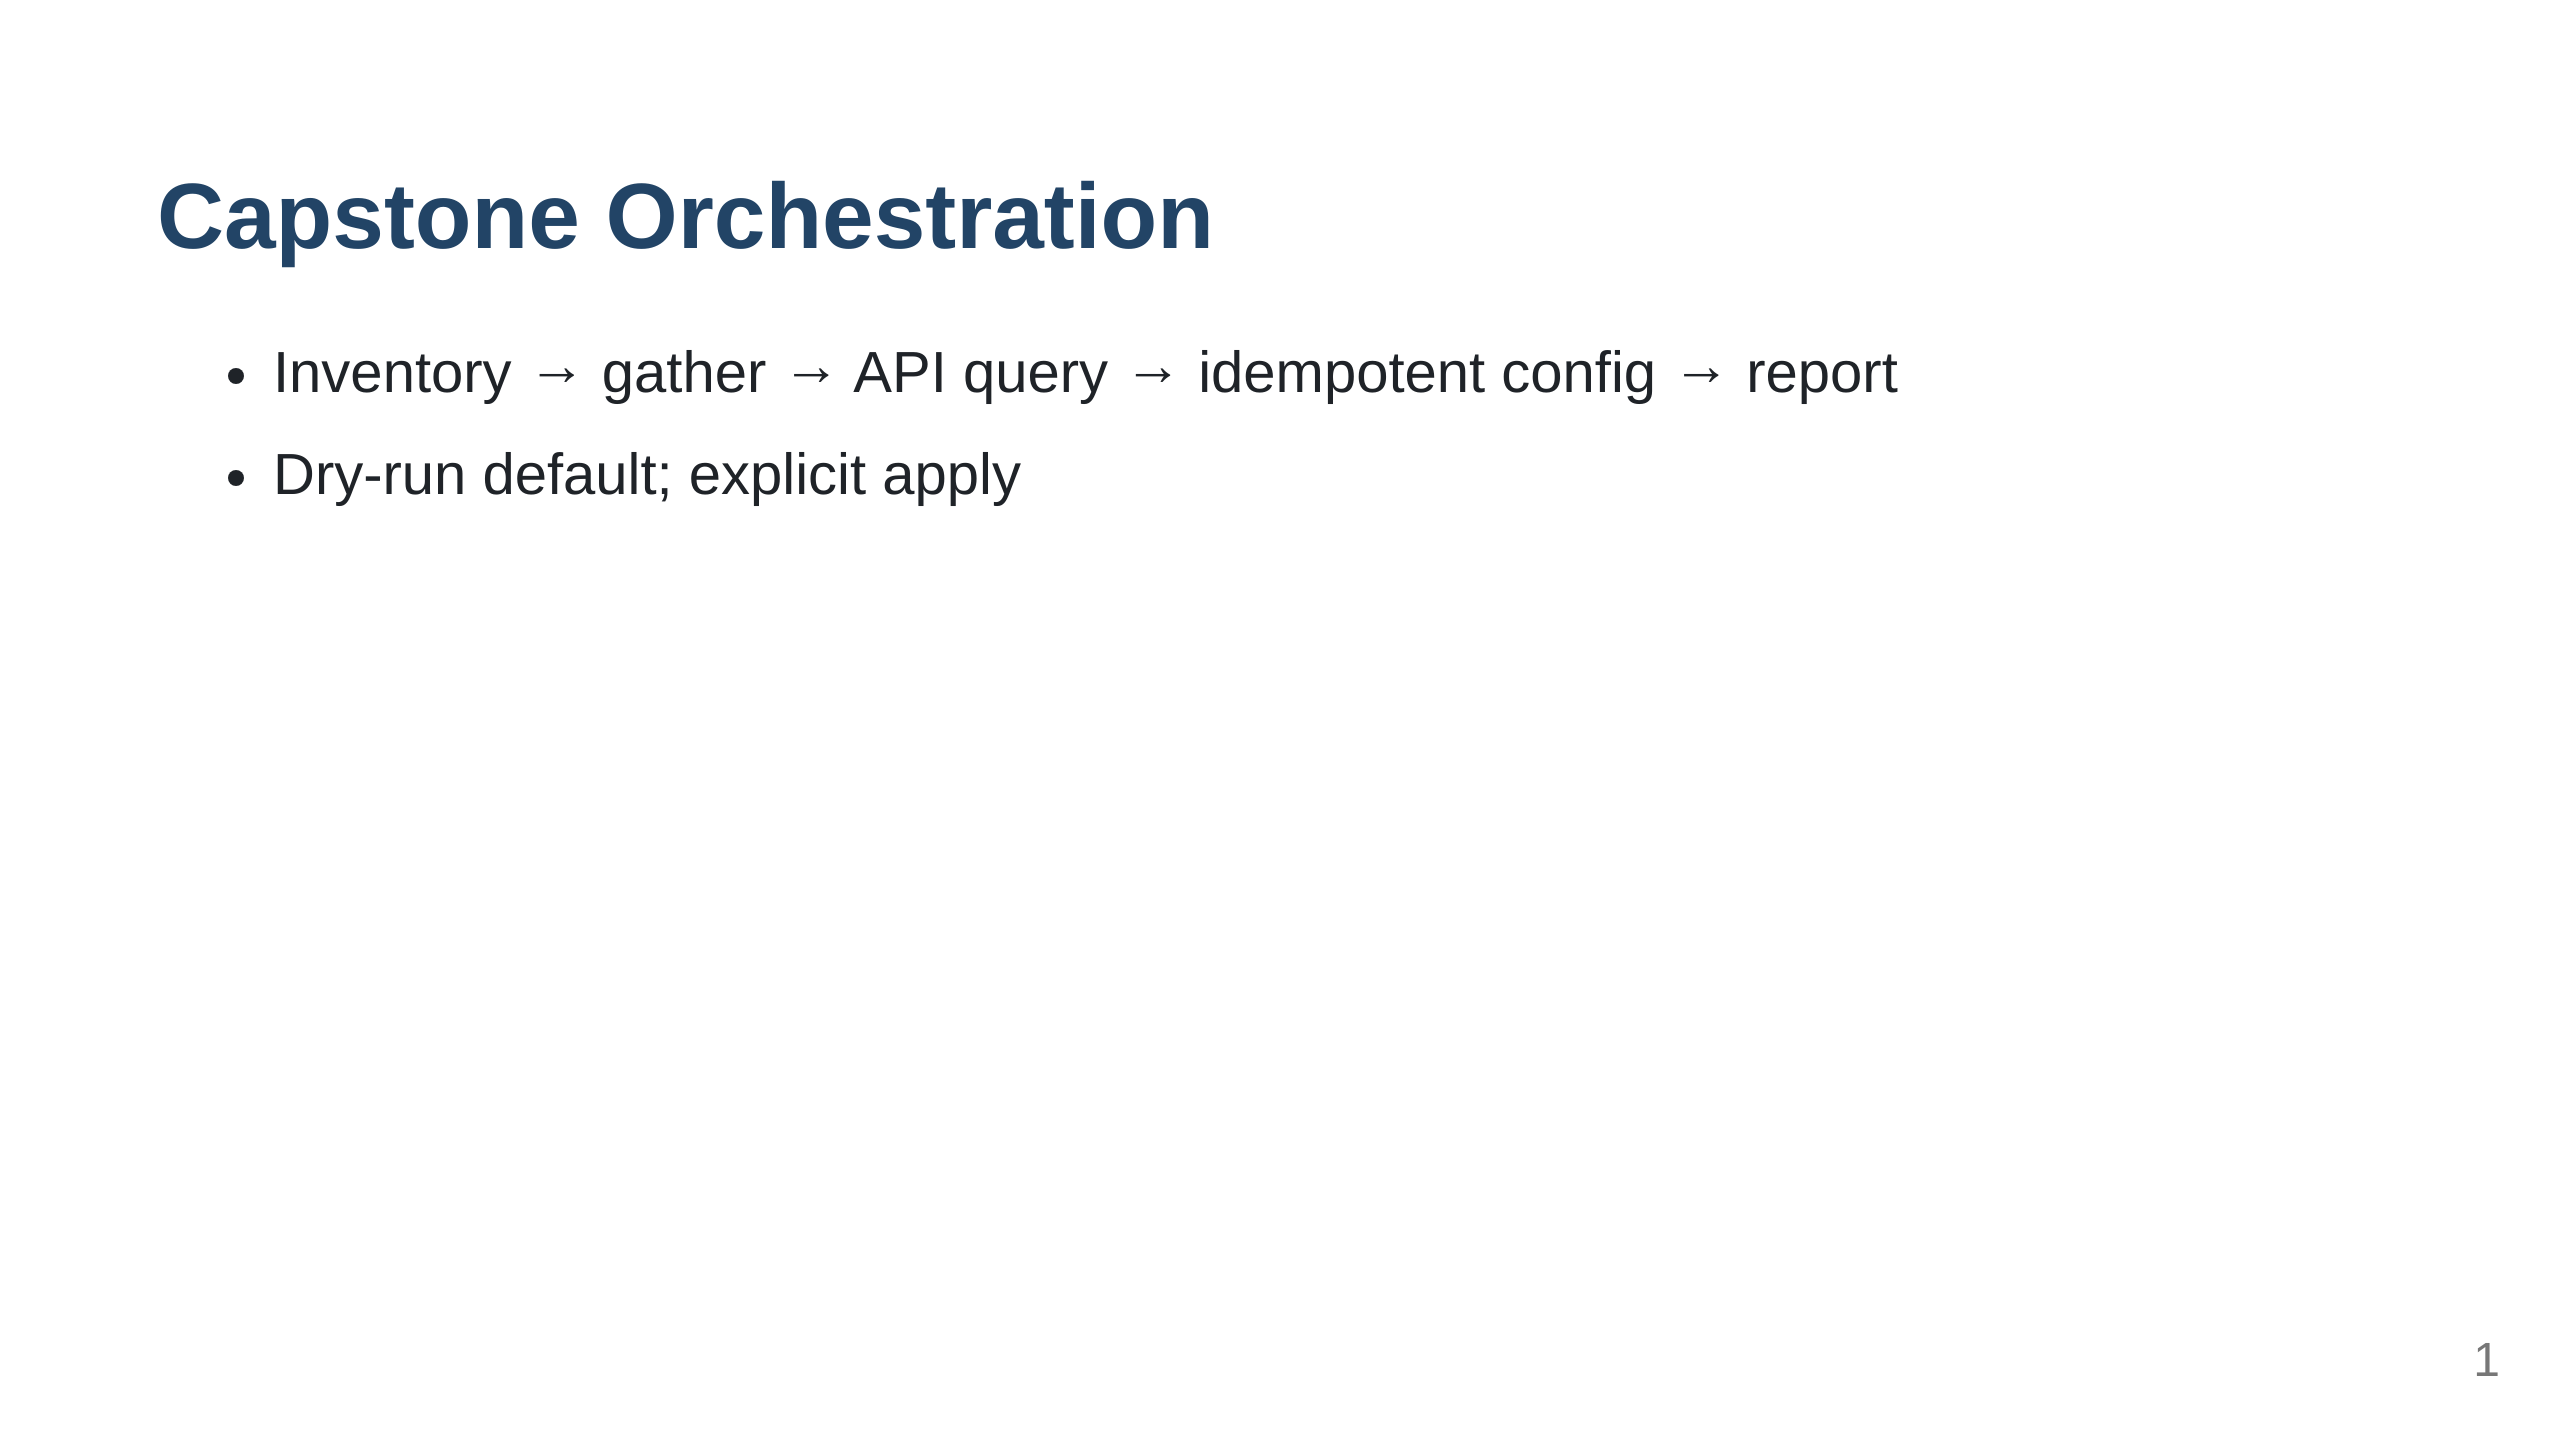 Capstone Orchestration
• Inventory → gather → API query → idempotent config → report
• Dry-run default; explicit apply
1